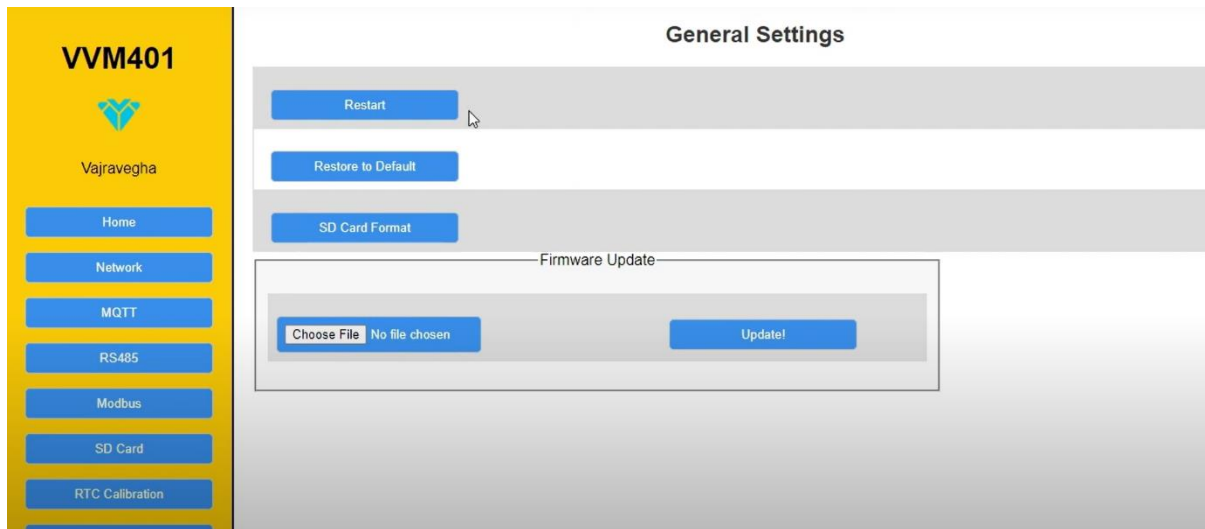 VVM401
Vajravegha
Home
Network
MQTT
RS485
Modbus
SD Card
RTC Calibration
General Settings
Restart
Restore to Default
SD Card Format
Firmware Update
Choose File No file chosen
Update!